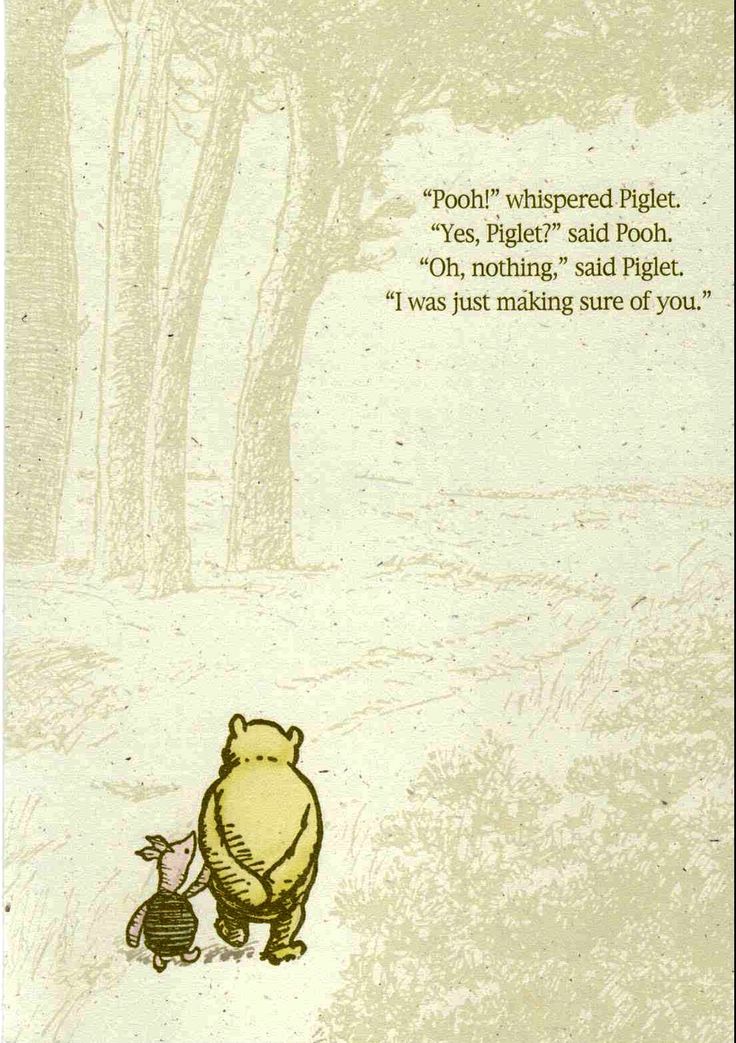 “Pooh!” whispered Piglet.
“Yes, Piglet?” said Pooh.
“Oh, nothing,” said Piglet.
“I was just making sure of you.”